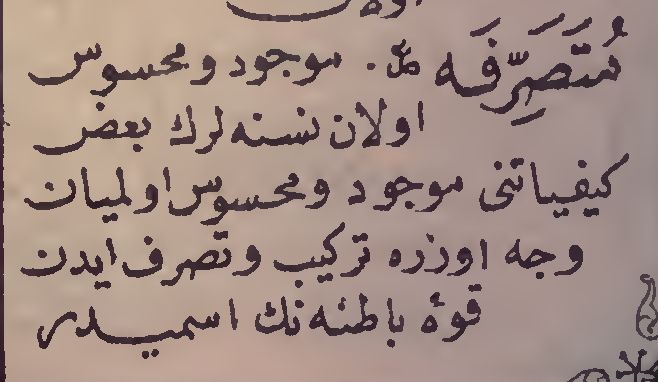 مُتَصَرِّفَه مل. موجود ومحسوس
اولان نسنه لرك بعض
كيفياتنى موجود ومحسوس اولميان
وجه اوزره تركيب وتصرف ايدن
قوۀ باطنه نك اسميدر